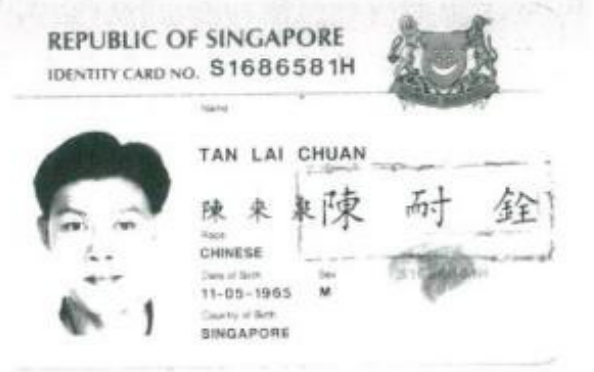 REPUBLIC OF SINGAPORE
IDENTITY CARD NO. S1686581H
Name
TAN LAI CHUAN
陳 來
陳 耐 銓
Race
CHINESE
Date of Birth Sex
11-05-1965 M
Country of Birth
SINGAPORE